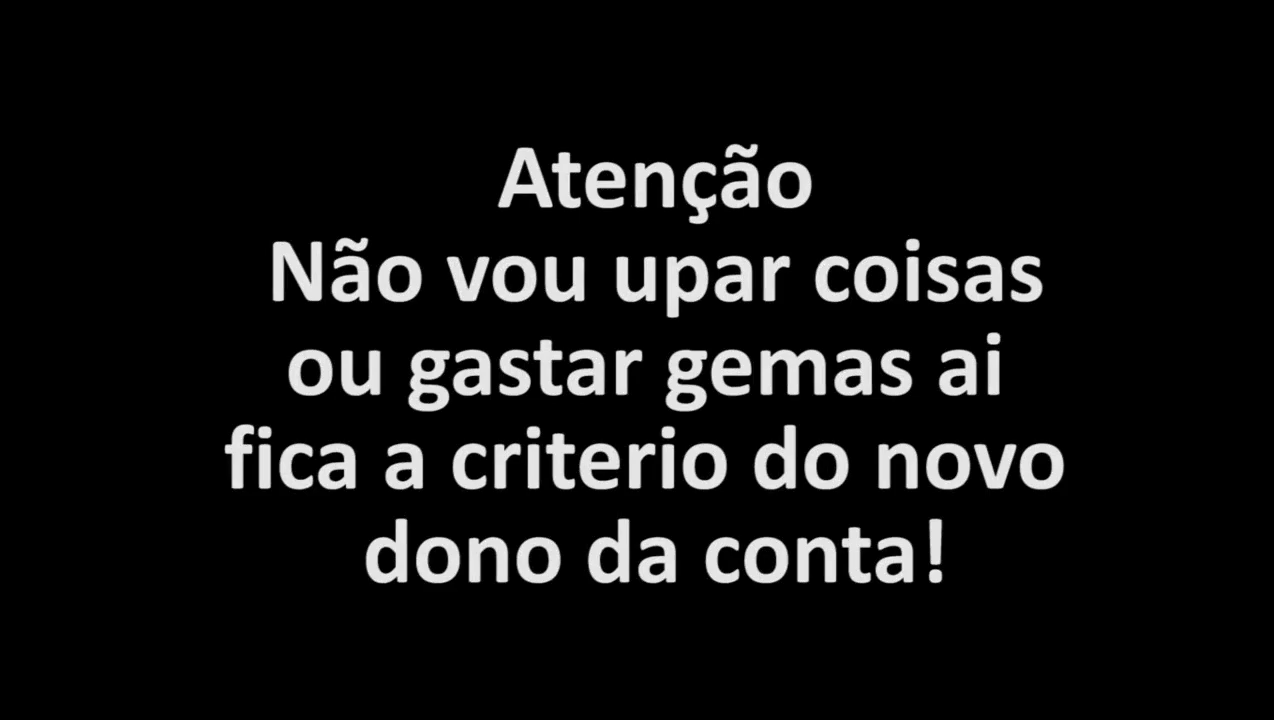 Atenção
Não vou upar coisas
ou gastar gemas ai
fica a criterio do novo
dono da conta!